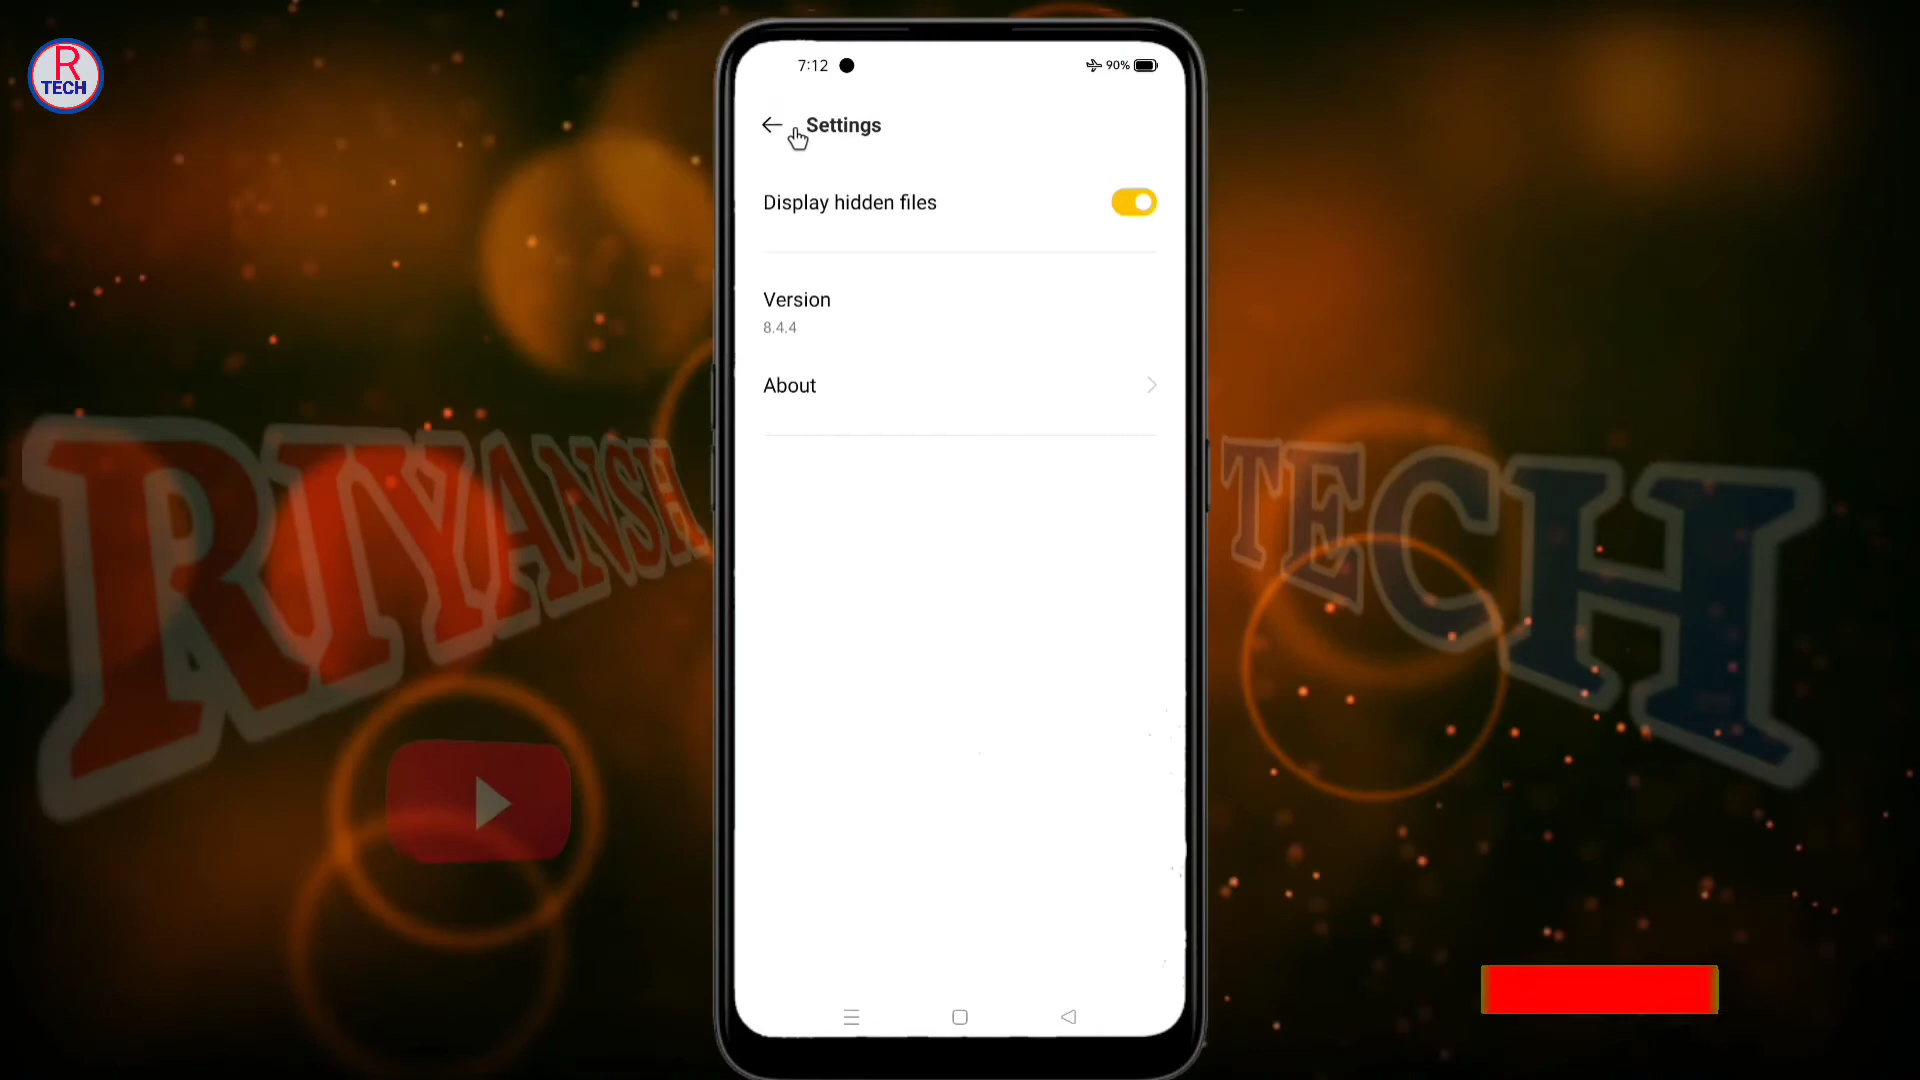 R
TECH
7:12
90%
Settings
Display hidden files
Version
8.4.4
About
RIYANSH TECH